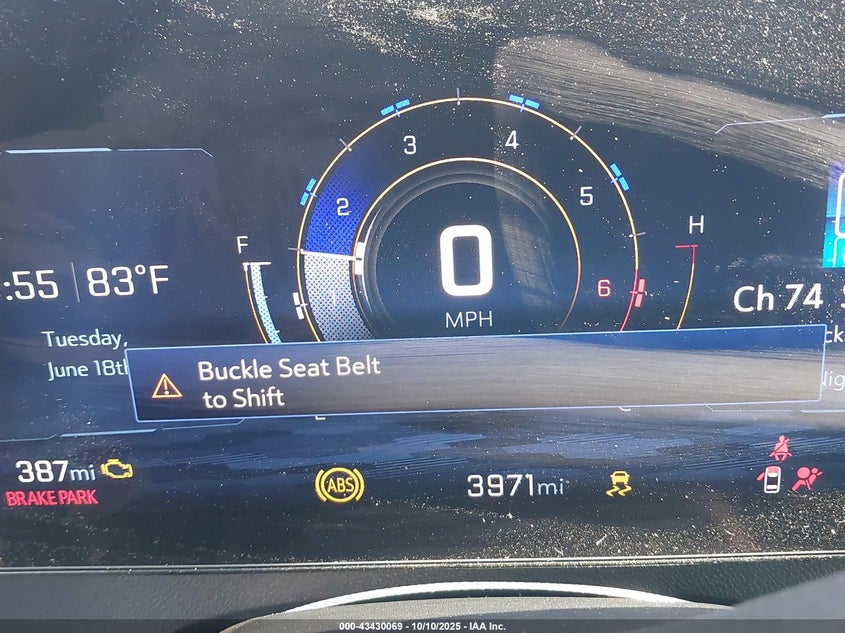 3
4
2
5
F
H
0
:55 83°F
6
1
Ch 74
MPH
Tuesday,
June 18th
Buckle Seat Belt
to Shift
387mi
ABS
3971mi
BRAKE PARK
000-43430069 - 10/10/2025 - IAA Inc.